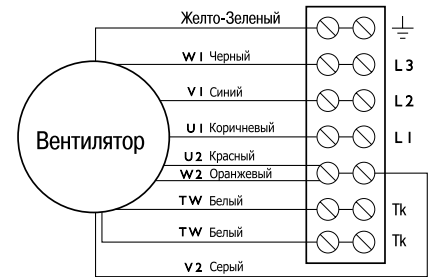 Желто-Зеленый
W1 Черный L3
V1 Синий L2
Вентилятор
U1 Коричневый L1
U2 Красный
W2 Оранжевый
TW Белый Tk
TW Белый Tk
V2 Серый